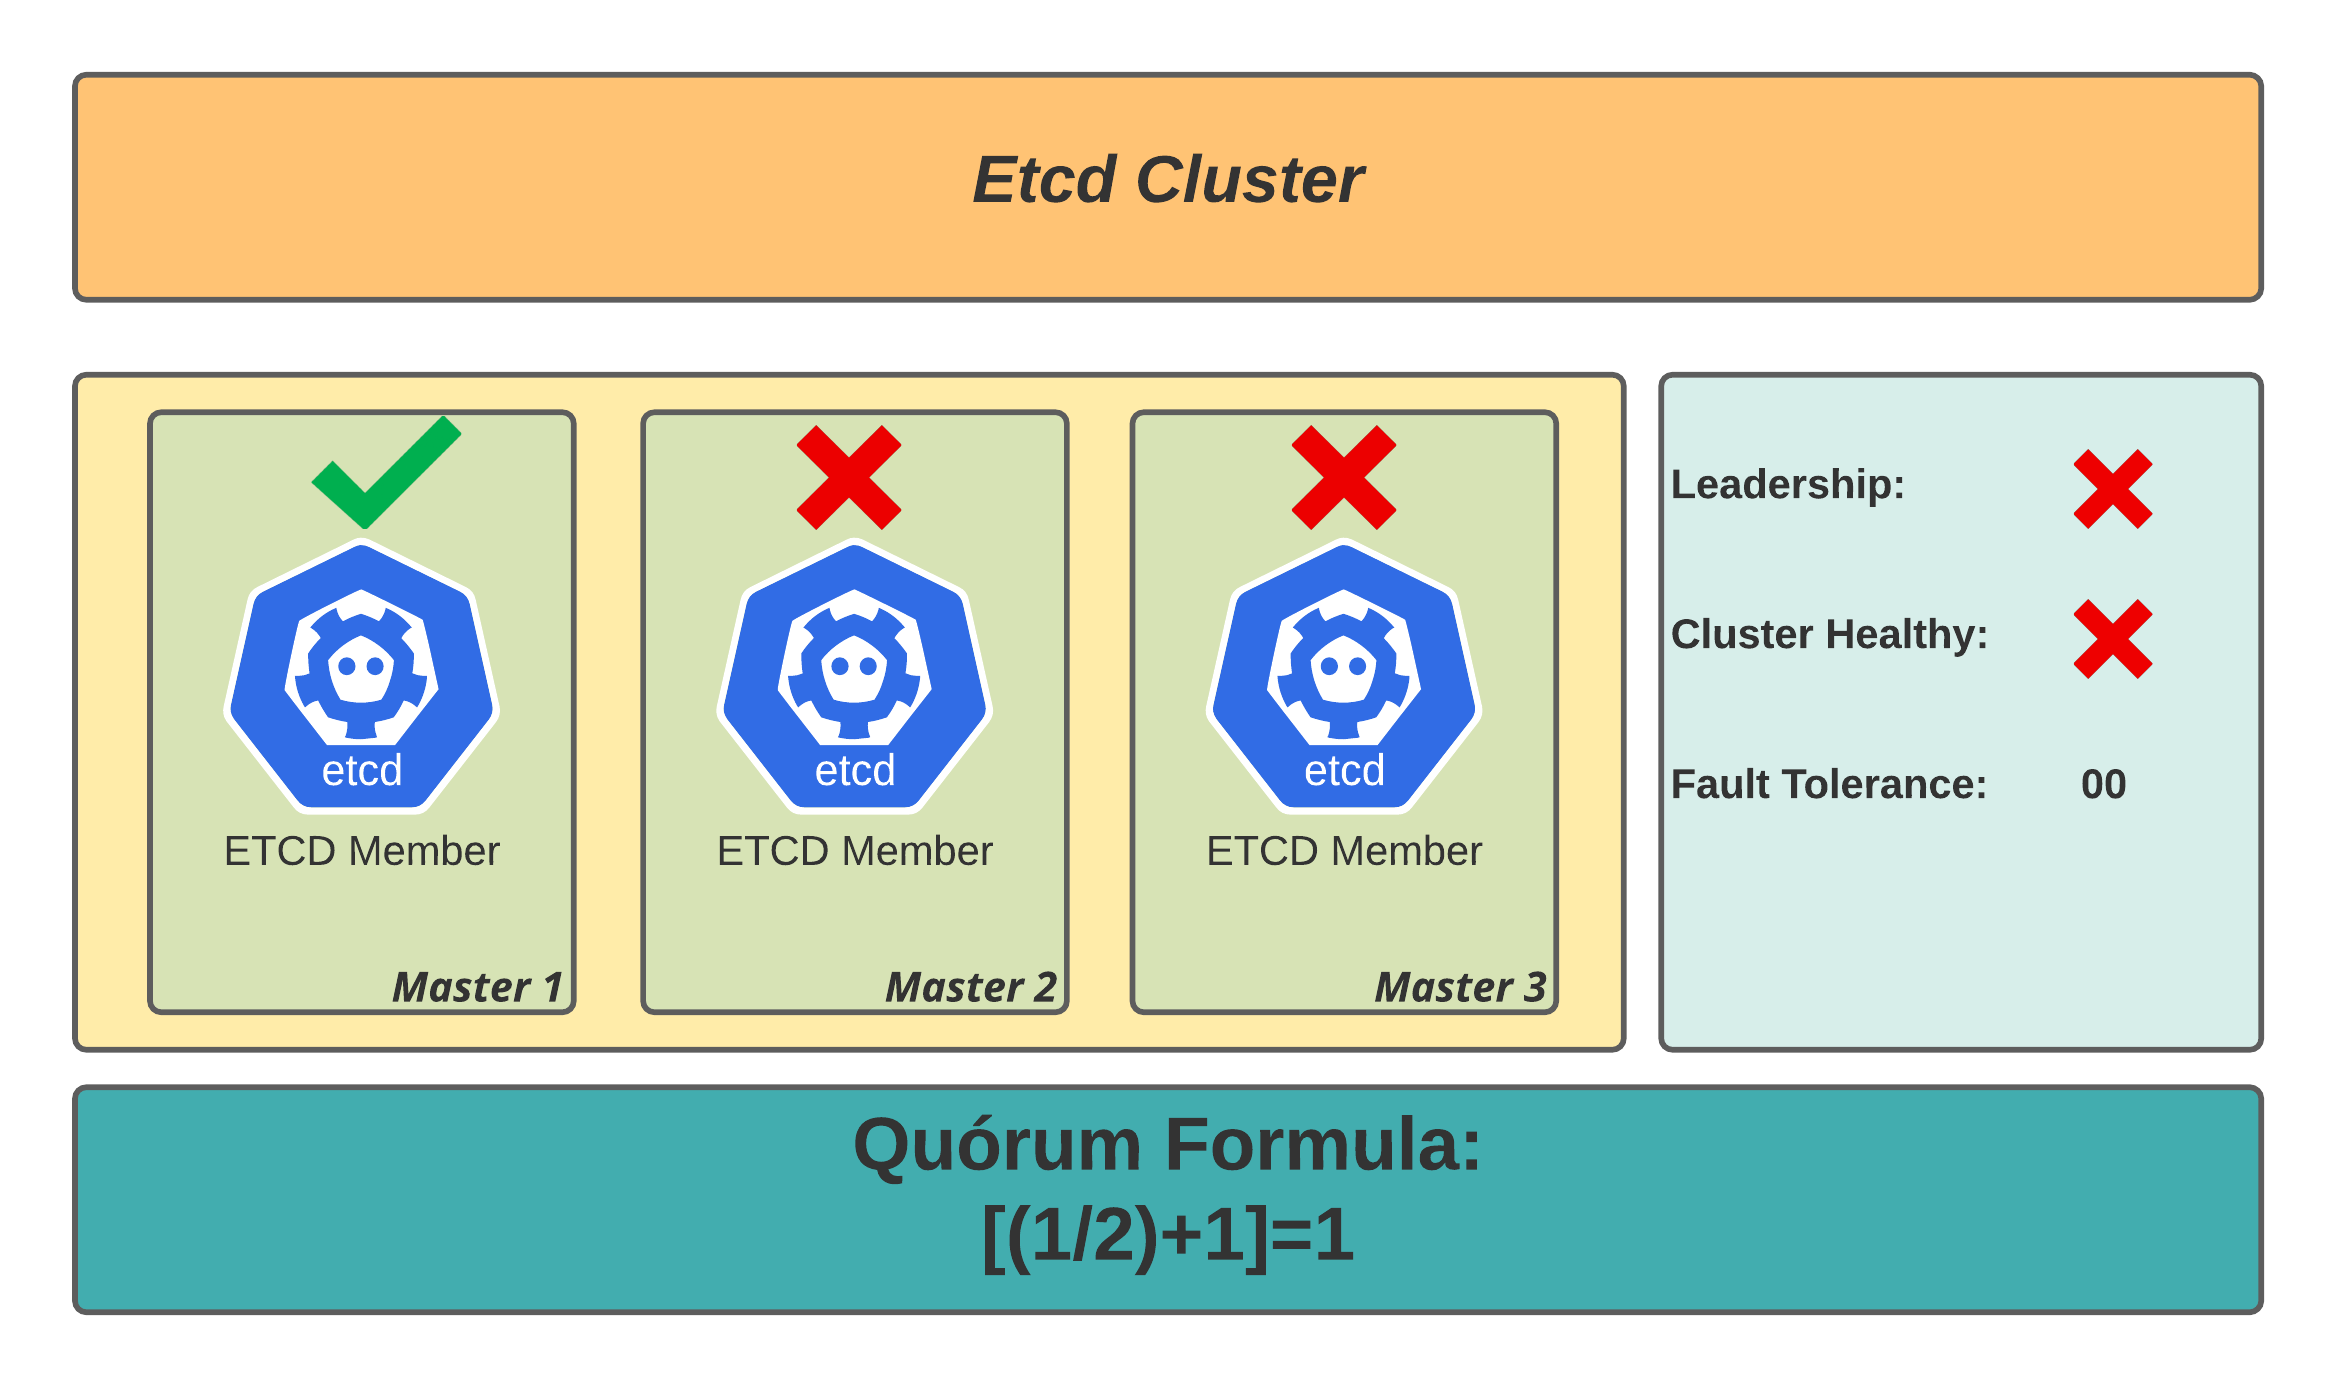 Etcd Cluster
etcd
ETCD Member
Master 1
etcd
ETCD Member
Master 2
etcd
ETCD Member
Master 3
Leadership:
Cluster Healthy:
Fault Tolerance: 00
Quórum Formula:
[(1/2)+1]=1